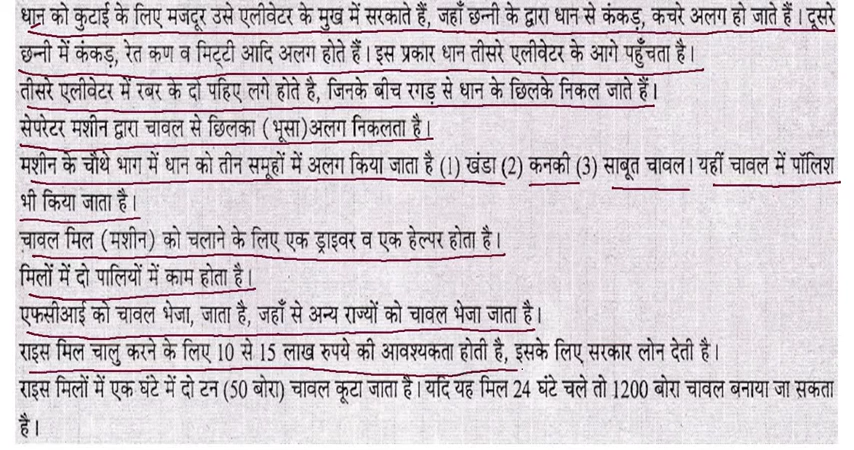 धान को कुटाई के लिए मजदूर उसे एलीवेटर के मुख में सरकाते हैं, जहाँ छन्नी के द्वारा धान से कंकड़, कचरे अलग हो जाते हैं। दूसरे
छन्नी में कंकड़, रेत कण व मिट्टी आदि अलग होते हैं। इस प्रकार धान तीसरे एलीवेटर के आगे पहुँचता है।
तीसरे एलीवेटर में रबर के दो पहिए लगे होते है, जिनके बीच रगड़ से धान के छिलके निकल जाते हैं।
सेपरेटर मशीन द्वारा चावल से छिलका (भूसा)अलग निकलता है।
मशीन के चौथे भाग में धान को तीन समूहों में अलग किया जाता है (1) खंडा (2) कनकी (3) साबूत चावल। यहीं चावल में पॉलिश
भी किया जाता है।
चावल मिल (मशीन) को चलाने के लिए एक ड्राइवर व एक हेल्पर होता है।
मिलों में दो पालियों में काम होता है।
एफसीआई को चावल भेजा, जाता है, जहाँ से अन्य राज्यों को चावल भेजा जाता है।
राइस मिल चालु करने के लिए 10 से 15 लाख रुपये की आवश्यकता होती है, इसके लिए सरकार लोन देती है।
राइस मिलों में एक घंटे में दो टन (50 बोरा) चावल कूटा जाता है। यदि यह मिल 24 घंटे चले तो 1200 बोरा चावल बनाया जा सकता
है।